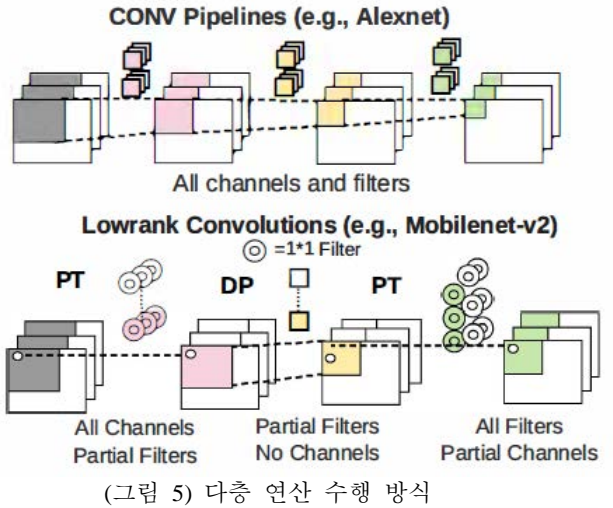 CONV Pipelines (e.g., Alexnet)
All channels and filters
Lowrank Convolutions (e.g., Mobilenet-v2)
=1*1 Filter
PT
DP
PT
All Channels
Partial Filters
Partial Filters
No Channels
All Filters
Partial Channels
(그림 5) 다층 연산 수행 방식